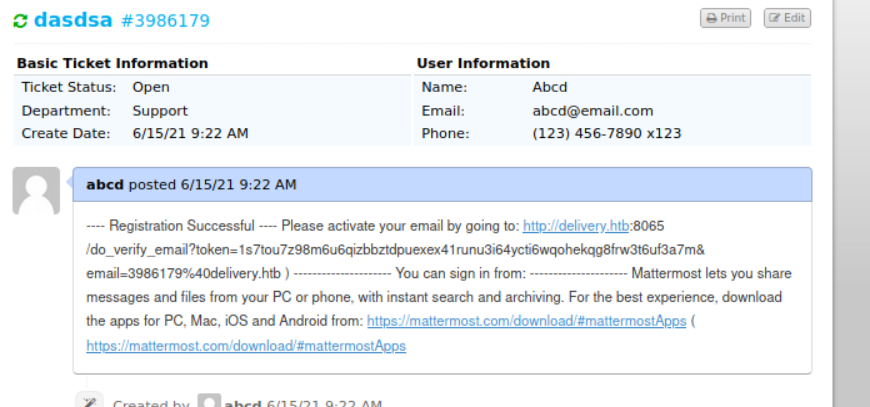 dasdsa #3986179
Print Edit
Basic Ticket Information
Ticket Status: Open
Department: Support
Create Date: 6/15/21 9:22 AM
User Information
Name: Abcd
Email: abcd@email.com
Phone: (123) 456-7890 x123
abcd posted 6/15/21 9:22 AM
---- Registration Successful ---- Please activate your email by going to: http://delivery.htb:8065
/do_verify_email?token=1s7tou7z98m6u6qizbbztdpuexex41runu3i64ycti6wqohekqg8frw3t6uf3a7m&
email=3986179%40delivery.htb ) --------------------- You can sign in from: --------------------- Mattermost lets you share
messages and files from your PC or phone, with instant search and archiving. For the best experience, download
the apps for PC, Mac, iOS and Android from: https://mattermost.com/download/#mattermostApps (
https://mattermost.com/download/#mattermostApps
Created by abcd 6/15/21 9:22 AM